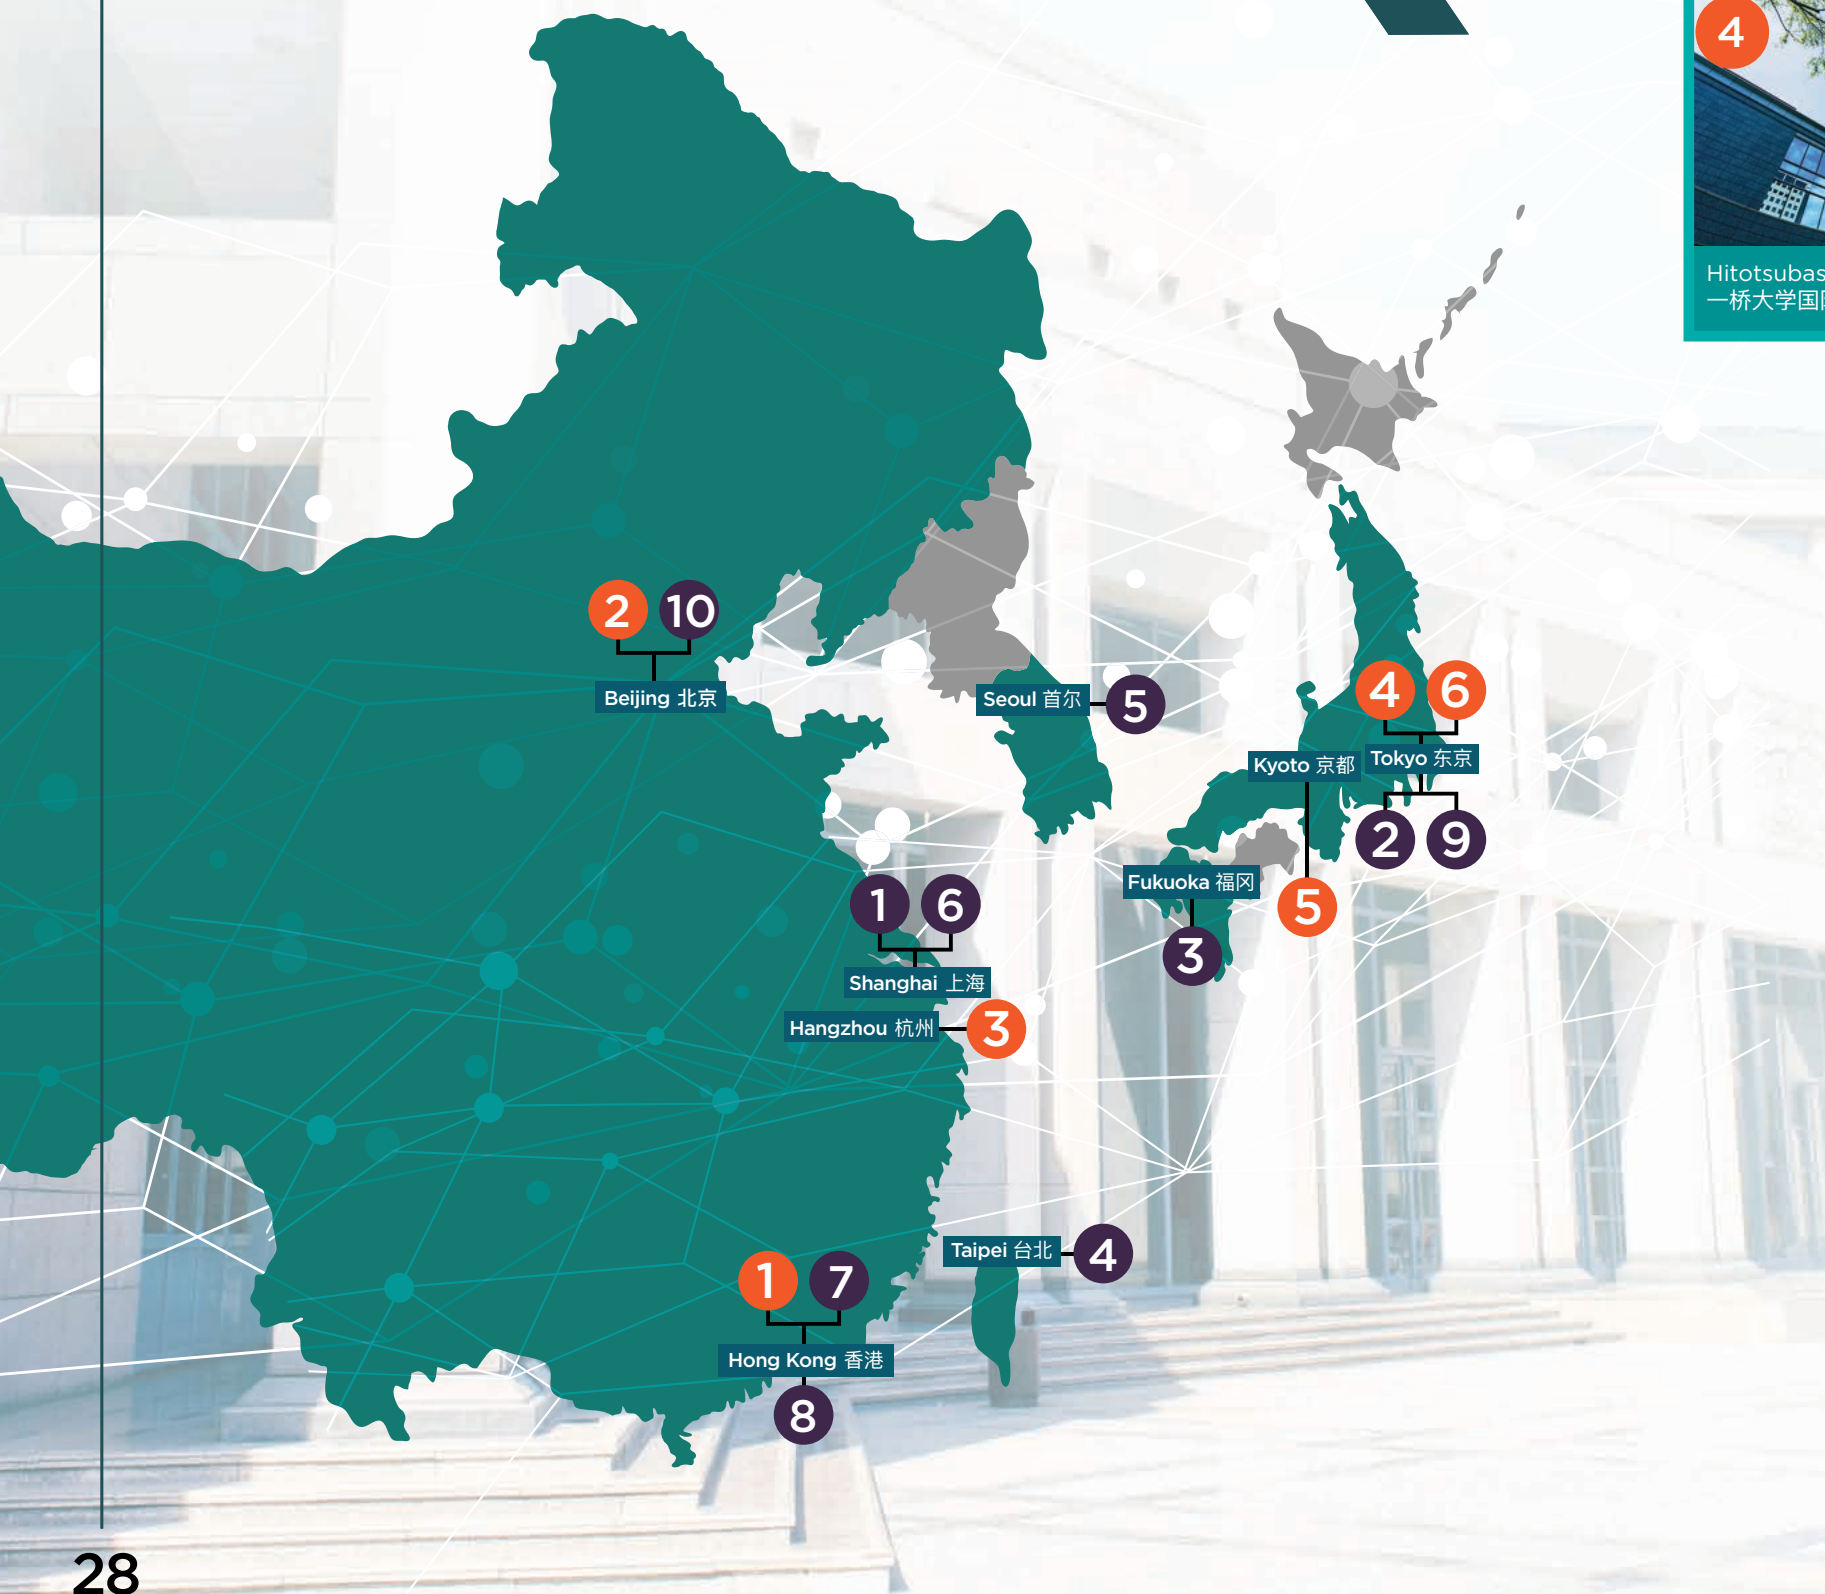 4
Hitotsubas
一桥大学国
2 10
Beijing 北京
Seoul 首尔 5
4 6
Kyoto 京都
Tokyo 东京
2 9
Fukuoka 福冈
5
3
1 6
Shanghai 上海
Hangzhou 杭州 3
Taipei 台北 4
1 7
Hong Kong 香港
8
28